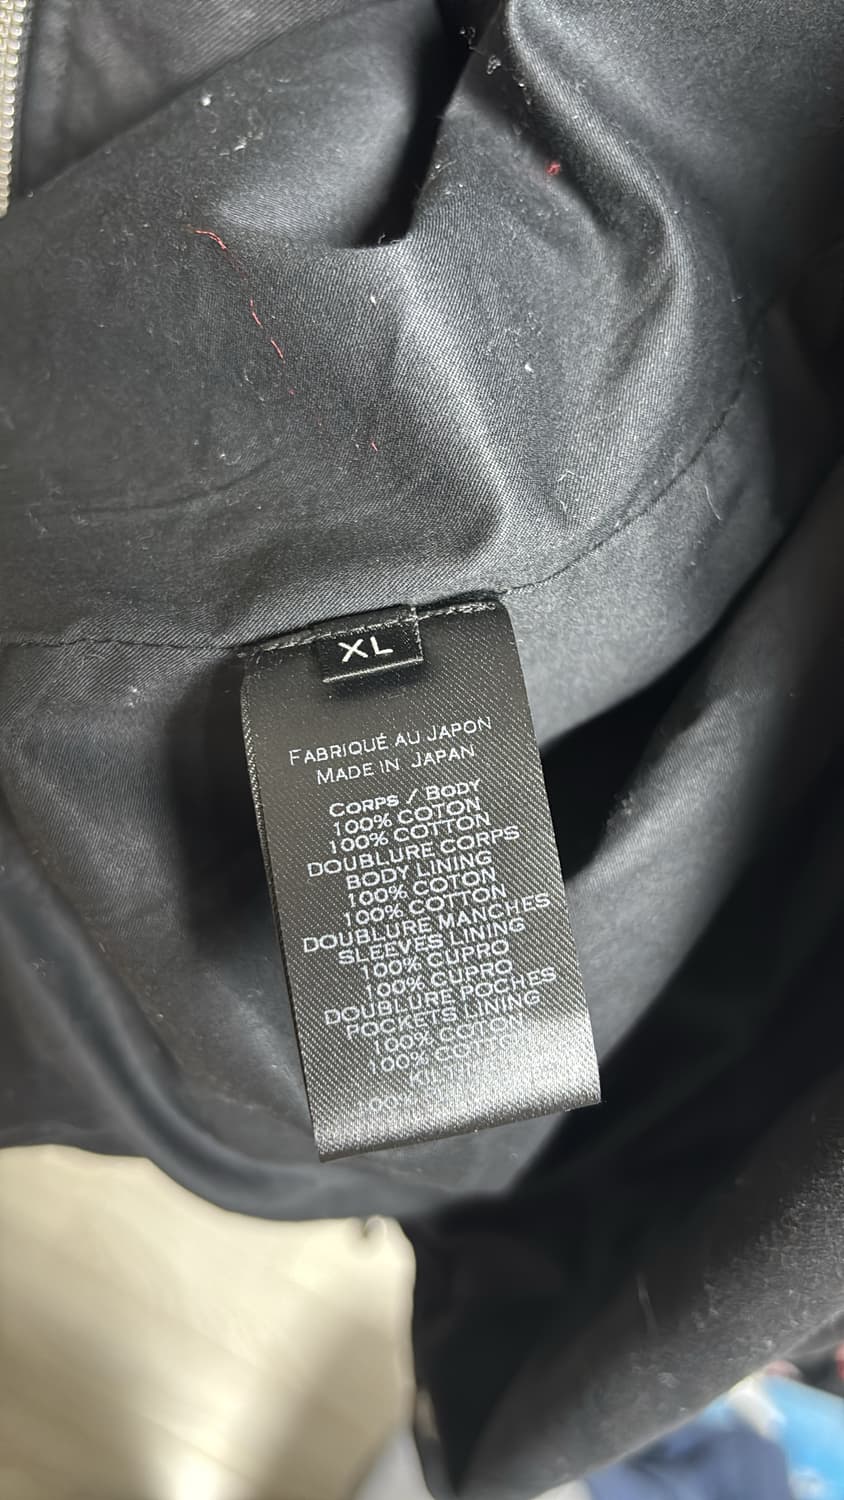 XL
FABRIQUÉ AU JAPON
MADE IN JAPAN
CORPS / BODY
100% COTON
100% COTTON
DOUBLURE CORPS
BODY LINING
100% COTON
100% COTTON
DOUBLURE MANCHES
SLEEVES LINING
100% CUPRO
100% CUPRO
DOUBLURE POCHES
POCKETS LINING
100% COTON
100% COTTON